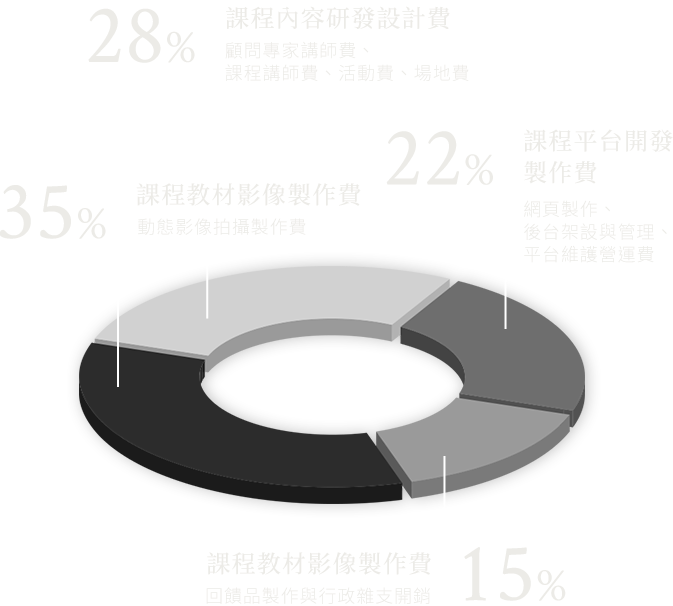 28%
課程內容研發設計費
顧問專家講師費、
課程講師費、活動費、場地費
22%
課程平台開發
製作費
網頁製作、
後台架設與管理、
平台維護營運費
35%
課程教材影像製作費
動態影像拍攝製作費
課程教材影像製作費
回饋品製作與行政雜支開銷
15%